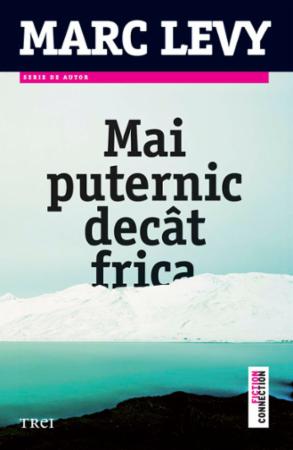 MARC LEVY
SERIE DE AUTOR
Mai
puternic
decât
frica
TREI
FICTION
CONNECTION